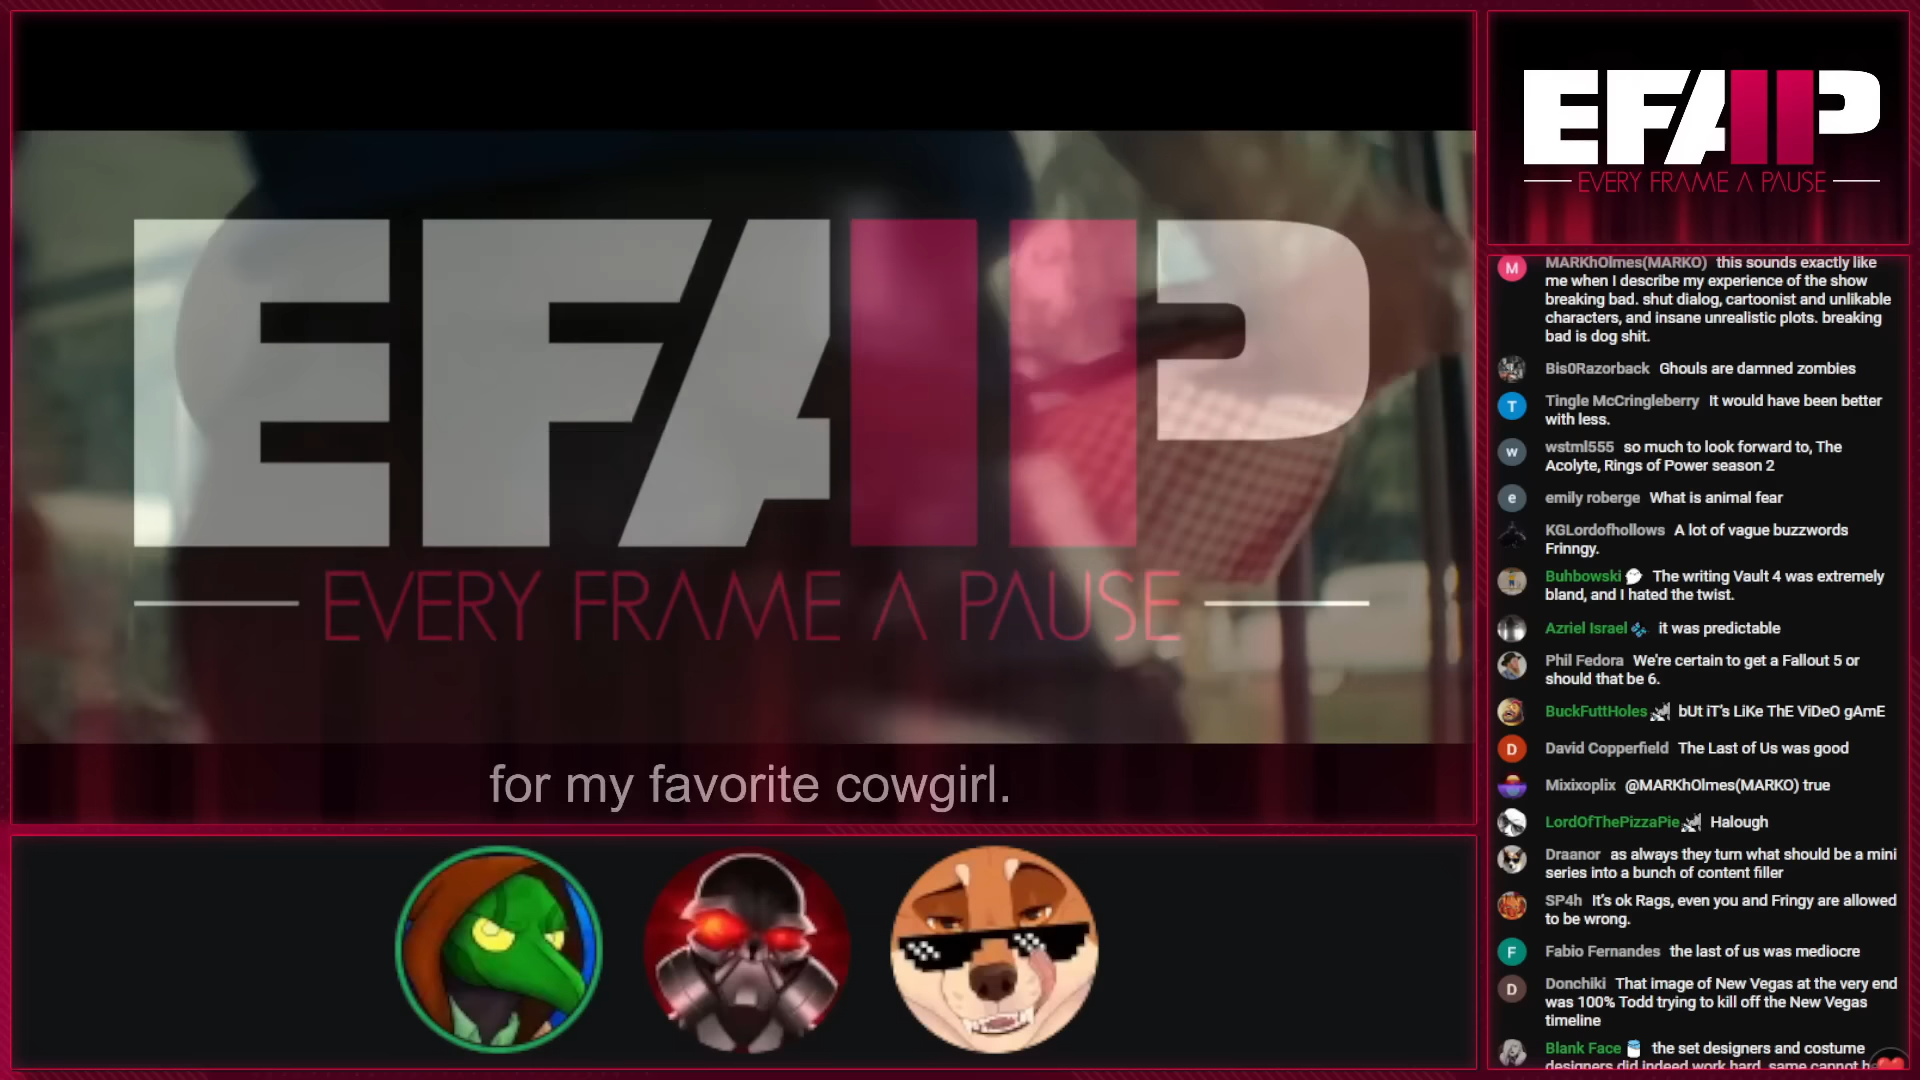 EFAP
EVERY FRAME A PAUSE
for my favorite cowgirl.
EFAP
EVERY FRAME A PAUSE
M
MARKhOlmes(MARKO) this sounds exactly like
me when I describe my experience of the show
breaking bad. shut dialog, cartoonist and unlikable
characters, and insane unrealistic plots. breaking
bad is dog shit.
Bis0Razorback Ghouls are damned zombies
T
Tingle McCringleberry It would have been better
with less.
w
wstml555 so much to look forward to, The
Acolyte, Rings of Power season 2
e
emily roberge What is animal fear
KGLordofhollows A lot of vague buzzwords
Frinngy.
Buhbowski The writing Vault 4 was extremely
bland, and I hated the twist.
Azriel Israel it was predictable
Phil Fedora We're certain to get a Fallout 5 or
should that be 6.
BuckFuttHoles bUt iT's LiKe ThE ViDeO gAmE
D
David Copperfield The Last of Us was good
Mixixoplix @MARKhOlmes(MARKO) true
LordOfThePizzaPie Halough
Draanor as always they turn what should be a mini
series into a bunch of content filler
SP4h It's ok Rags, even you and Fringy are allowed
to be wrong.
F
Fabio Fernandes the last of us was mediocre
D
Donchiki That image of New Vegas at the very end
was 100% Todd trying to kill off the New Vegas
timeline
Blank Face the set designers and costume
designers did indeed work hard, same cannot